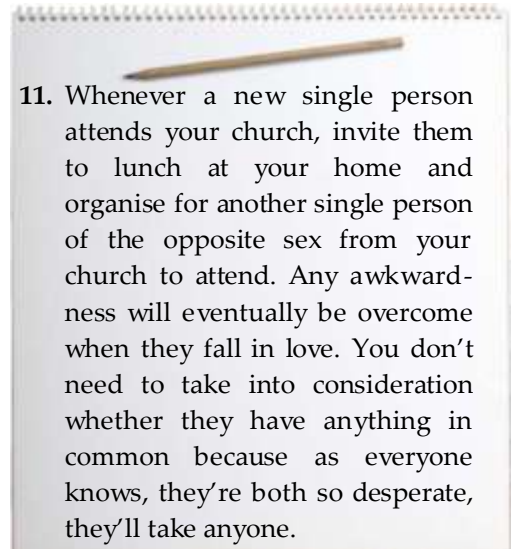 11. Whenever a new single person
attends your church, invite them
to lunch at your home and
organise for another single person
of the opposite sex from your
church to attend. Any awkward-
ness will eventually be overcome
when they fall in love. You don't
need to take into consideration
whether they have anything in
common because as everyone
knows, they're both so desperate,
they'll take anyone.